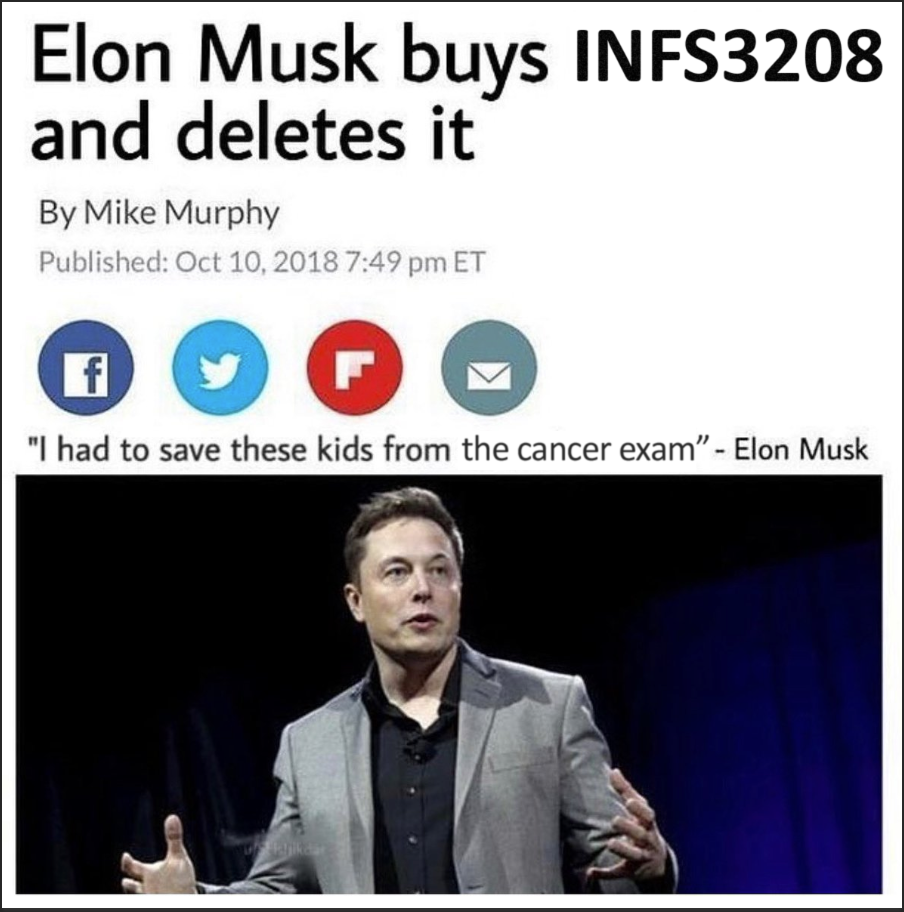 Elon Musk buys INFS3208
and deletes it
By Mike Murphy
Published: Oct 10, 2018 7:49 pm ET
"I had to save these kids from the cancer exam” - Elon Musk